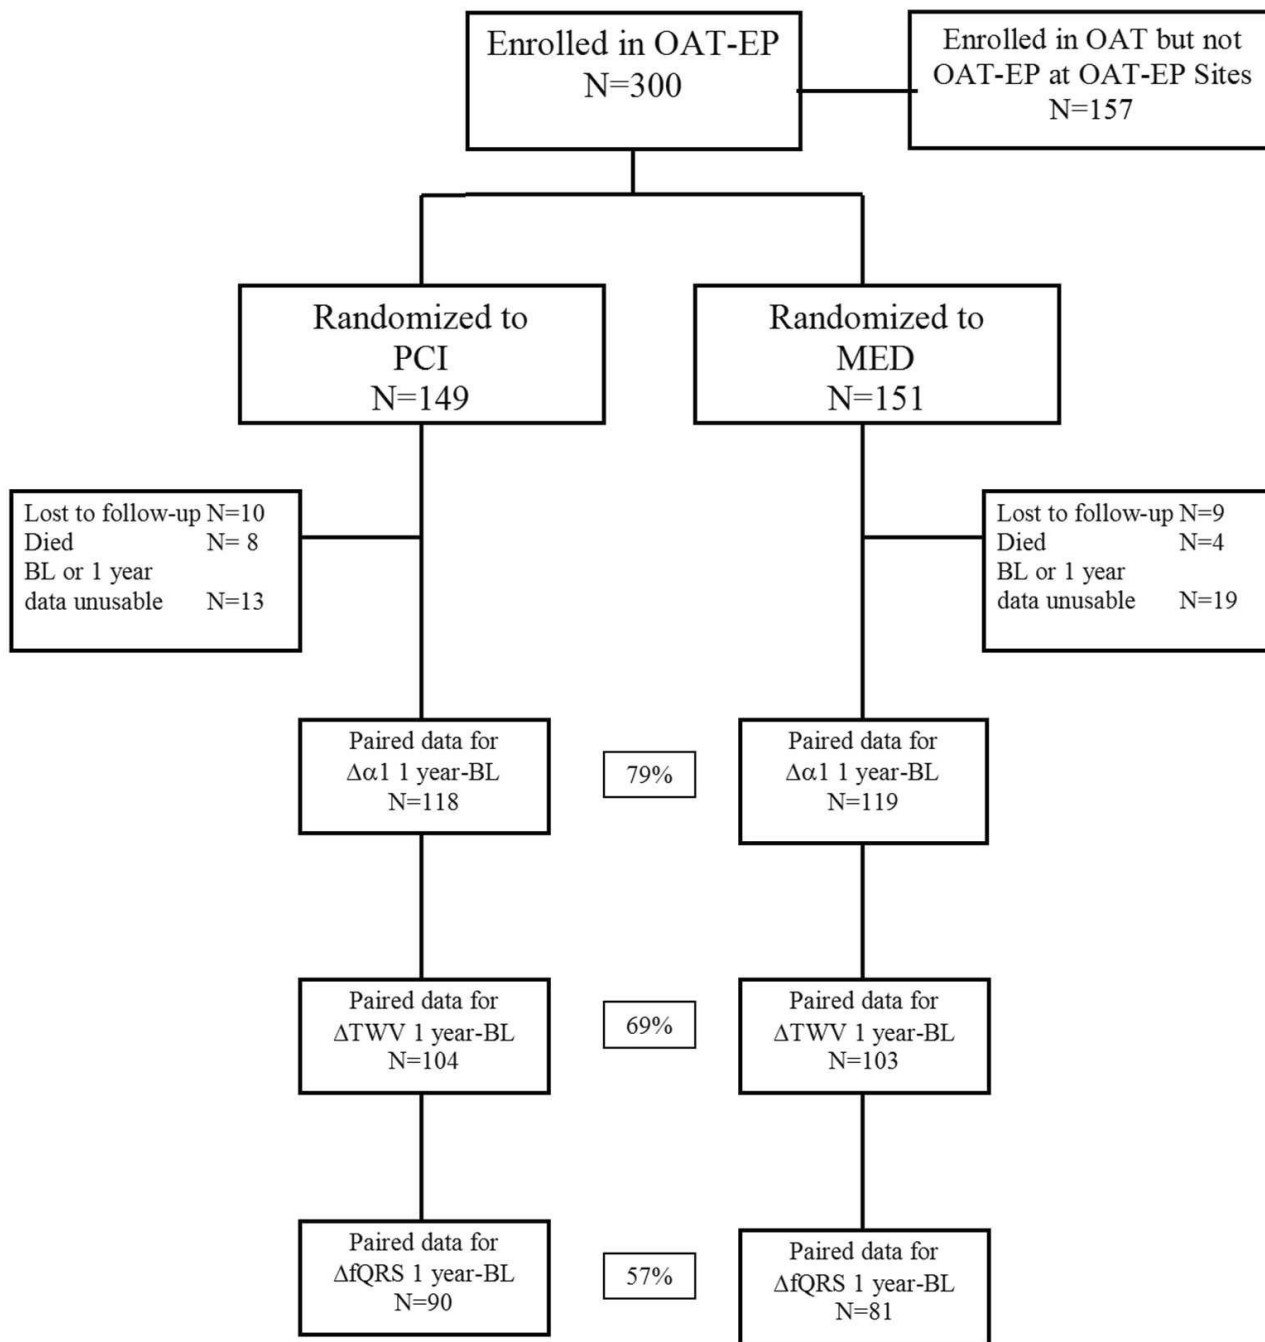 Enrolled in OAT-EP
N=300
Enrolled in OAT but not
OAT-EP at OAT-EP Sites
N=157
Randomized to
PCI
N=149
Randomized to
MED
N=151
Lost to follow-up N=10
Died N= 8
BL or 1 year
data unusable N=13
Lost to follow-up N=9
Died N=4
BL or 1 year
data unusable N=19
Paired data for
Δα1 1 year-BL
N=118
79%
Paired data for
Δα1 1 year-BL
N=119
Paired data for
ΔTWV 1 year-BL
N=104
69%
Paired data for
ΔTWV 1 year-BL
N=103
Paired data for
ΔfQRS 1 year-BL
N=90
57%
Paired data for
ΔfQRS 1 year-BL
N=81